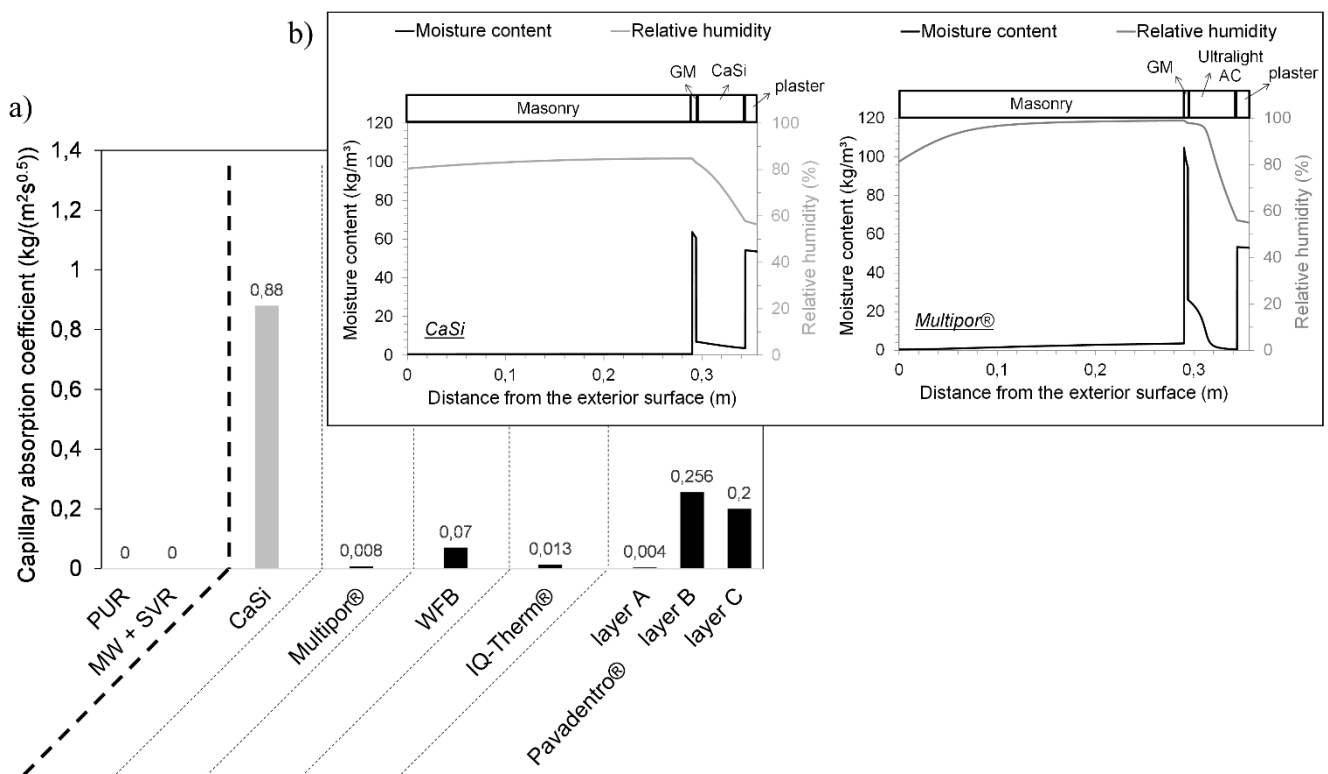 b)
Moisture content
Relative humidity
GM
CaSi
plaster
Masonry
120
100
80
60
40
20
0
Moisture content (kg/m³)
100
80
60
40
20
0
Relative humidity (%)
CaSi
0
0,1
0,2
0,3
Distance from the exterior surface (m)
Moisture content
Relative humidity
GM
Ultralight
AC
plaster
Masonry
120
100
80
60
40
20
0
Moisture content (kg/m³)
100
80
60
40
20
0
Relative humidity (%)
Multipor®
0
0,1
0,2
0,3
Distance from the exterior surface (m)
a)
Capillary absorption coefficient (kg/(m²s⁰·⁵))
1,4
1,2
1
0,8
0,6
0,4
0,2
0
0
0
0,88
0,008
0,07
0,013
0,004
0,256
0,2
PUR
MW + SVR
CaSi
Multipor®
WFB
IQ-Therm®
layer A
layer B
layer C
Pavadentro®